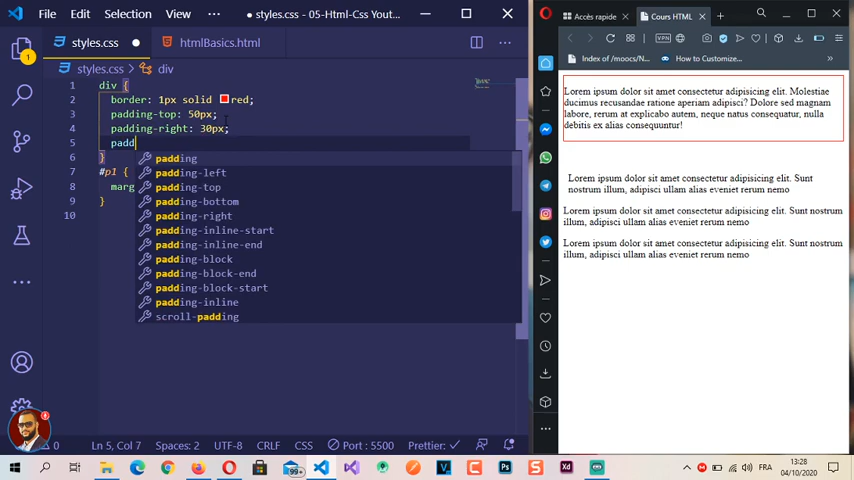 File Edit Selection View ··· ● styles.css - 05-Html-Css Yout...
styles.css ● htmlBasics.html ···
styles.css > div
1 div {
2 border: 1px solid red;
3 padding-top: 50px;
4 padding-right: 30px;
5 padd
6 }
7 #p1 {
8 marg
9 }
10
padding
padding-left
padding-top
padding-bottom
padding-right
padding-inline-start
padding-inline-end
padding-block
padding-block-end
padding-block-start
padding-inline
scroll-padding
1
0 Ln 5, Col 7 Spaces: 2 UTF-8 CRLF CSS Port : 5500 Prettier: ✓
Accès rapide × Cours HTML ×
VPN
Index of /moocs/Need... How to Customize...
Lorem ipsum dolor sit amet consectetur adipisicing elit. Molestiae
ducimus recusandae ratione aperiam adipisci? Dolore sed magnam
labore, rerum at explicabo autem, neque natus consequatur, nulla
debitis ex alias consequuntur!
Lorem ipsum dolor sit amet consectetur adipisicing elit. Sunt
nostrum illum, adipisci ullam alias eveniet rerum nemo
Lorem ipsum dolor sit amet consectetur adipisicing elit. Sunt nostrum
illum, adipisci ullam alias eveniet rerum nemo
Lorem ipsum dolor sit amet consectetur adipisicing elit. Sunt nostrum
illum, adipisci ullam alias eveniet rerum nemo
99+
FRA
13:28
04/10/2020